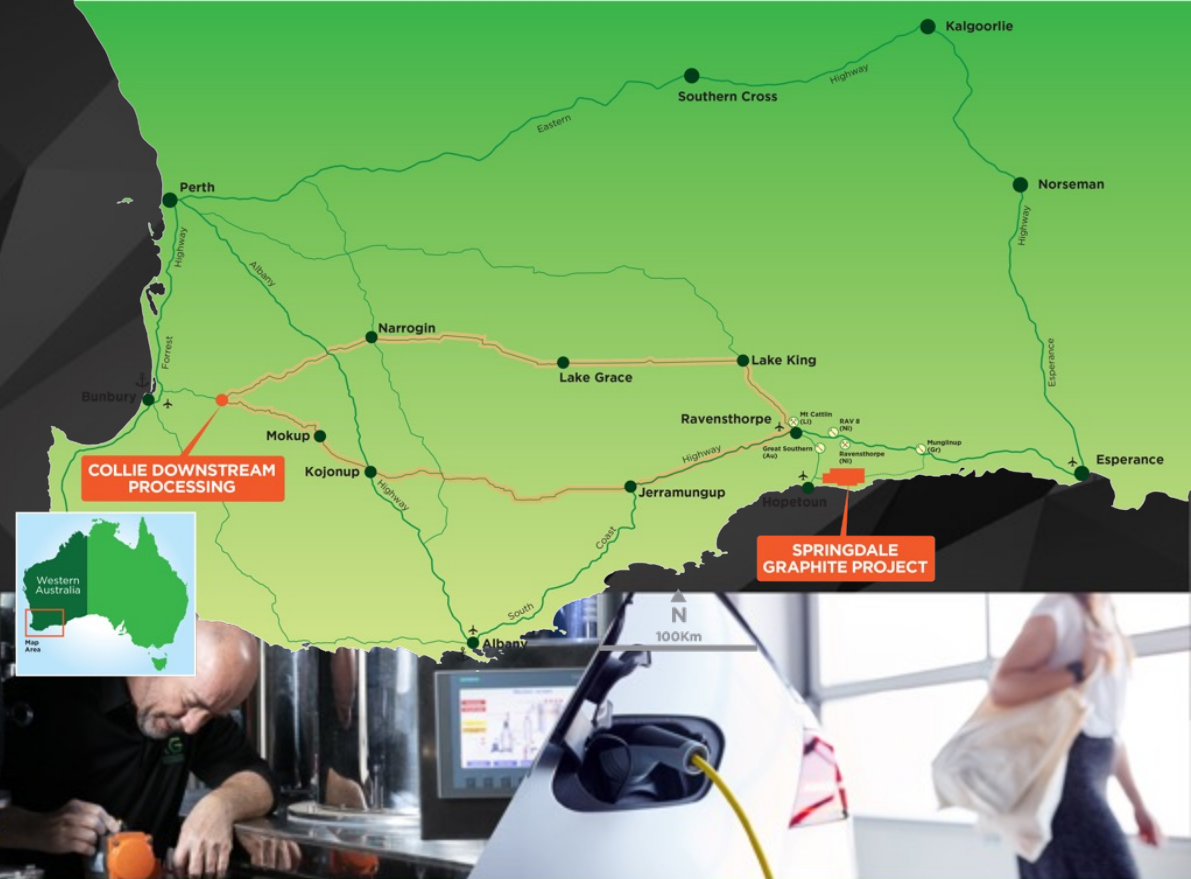 Kalgoorlie
Highway
Southern Cross
Eastern
Perth
Norseman
Highway
Highway
Albany
Narrogin
Forrest
Lake King
Esperance
Lake Grace
Bunbury
Mt Cattlin
(Li)
Ravensthorpe
RAV 8
(Ni)
Mokup
Great Southern
(Au)
Ravensthorpe
(Ni)
Munglinup
(Gr)
Highway
Esperance
COLLIE DOWNSTREAM
PROCESSING
Kojonup
Highway
Jerramungup
Hopetoun
Coast
SPRINGDALE
GRAPHITE PROJECT
Western
Australia
Map
Area
South
N
100Km
Albany